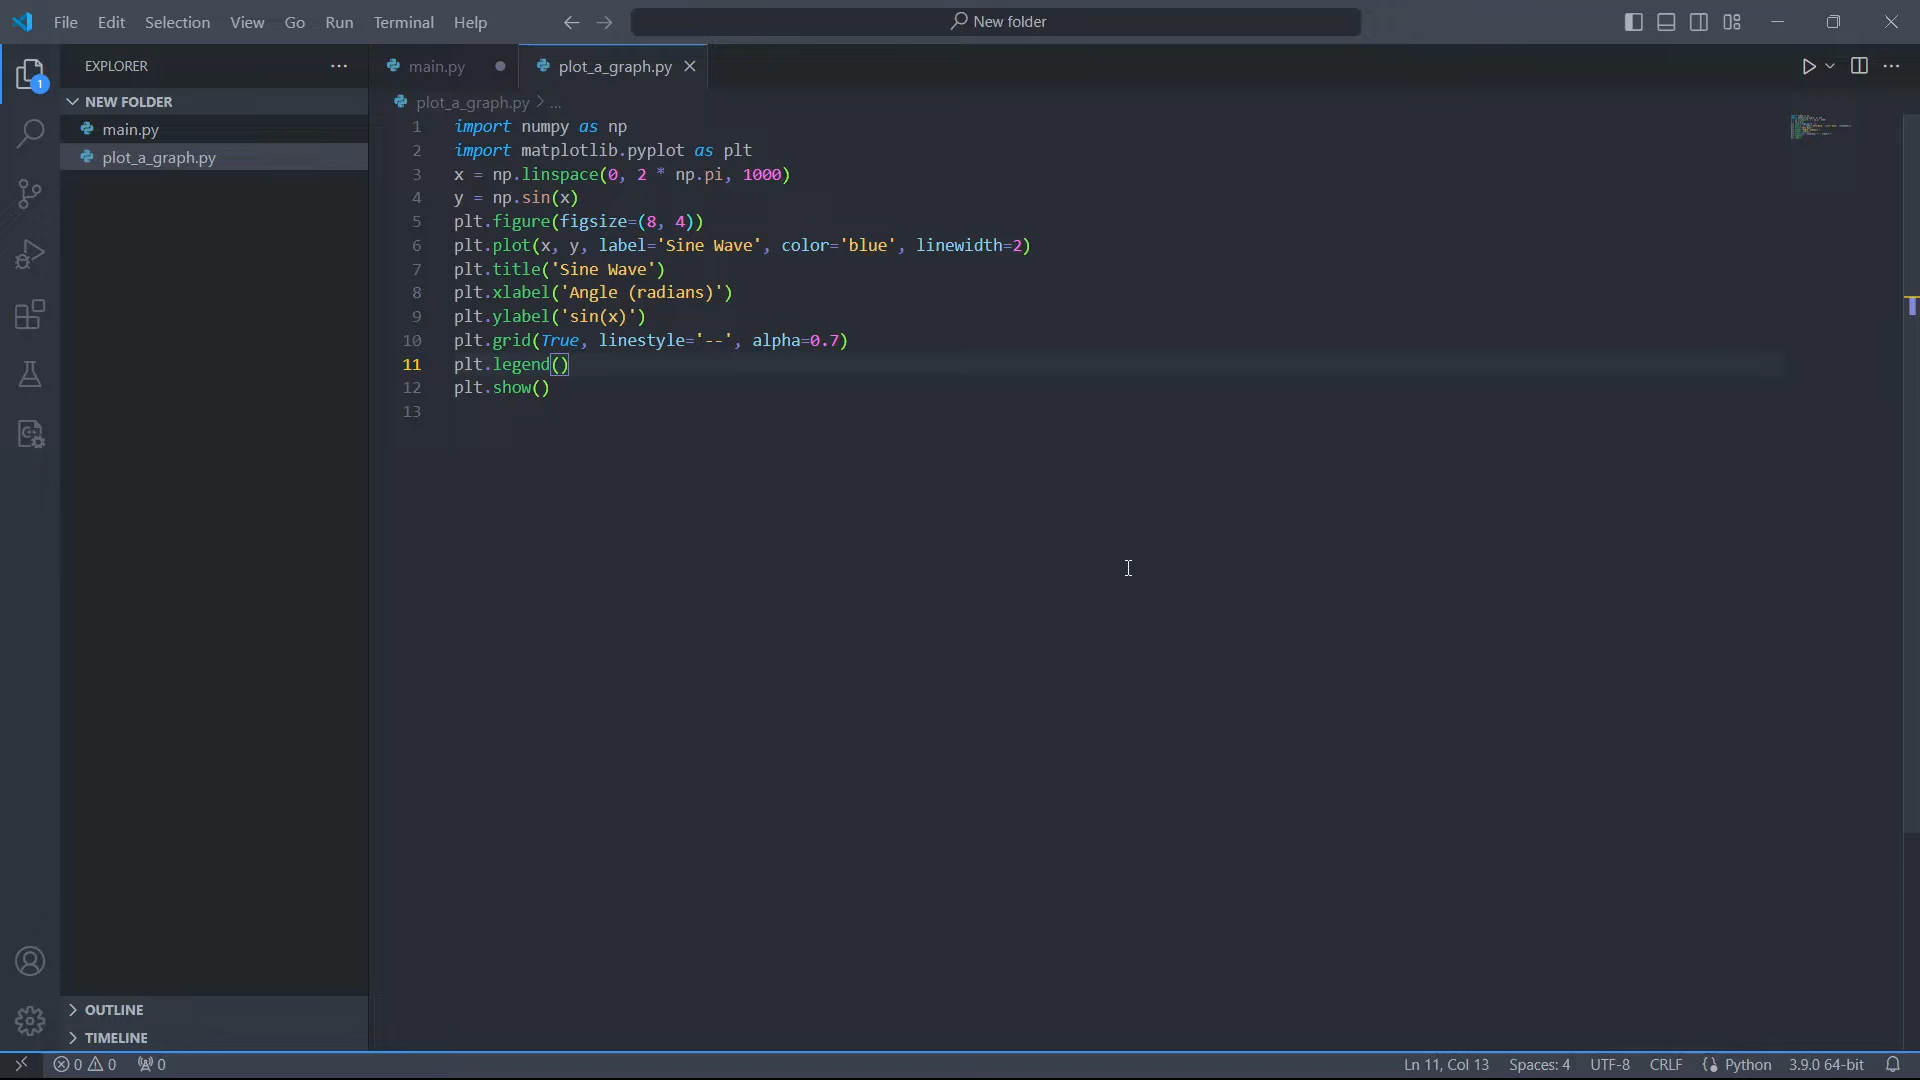 File Edit Selection View Go Run Terminal Help
New folder
EXPLORER
main.py
plot_a_graph.py
1
NEW FOLDER
main.py
plot_a_graph.py
plot_a_graph.py > ...
1 import numpy as np
2 import matplotlib.pyplot as plt
3 x = np.linspace(0, 2 * np.pi, 1000)
4 y = np.sin(x)
5 plt.figure(figsize=(8, 4))
6 plt.plot(x, y, label='Sine Wave', color='blue', linewidth=2)
7 plt.title('Sine Wave')
8 plt.xlabel('Angle (radians)')
9 plt.ylabel('sin(x)')
10 plt.grid(True, linestyle='--', alpha=0.7)
11 plt.legend()
12 plt.show()
13
OUTLINE
TIMELINE
0 0 0
Ln 11, Col 13 Spaces: 4 UTF-8 CRLF Python 3.9.0 64-bit